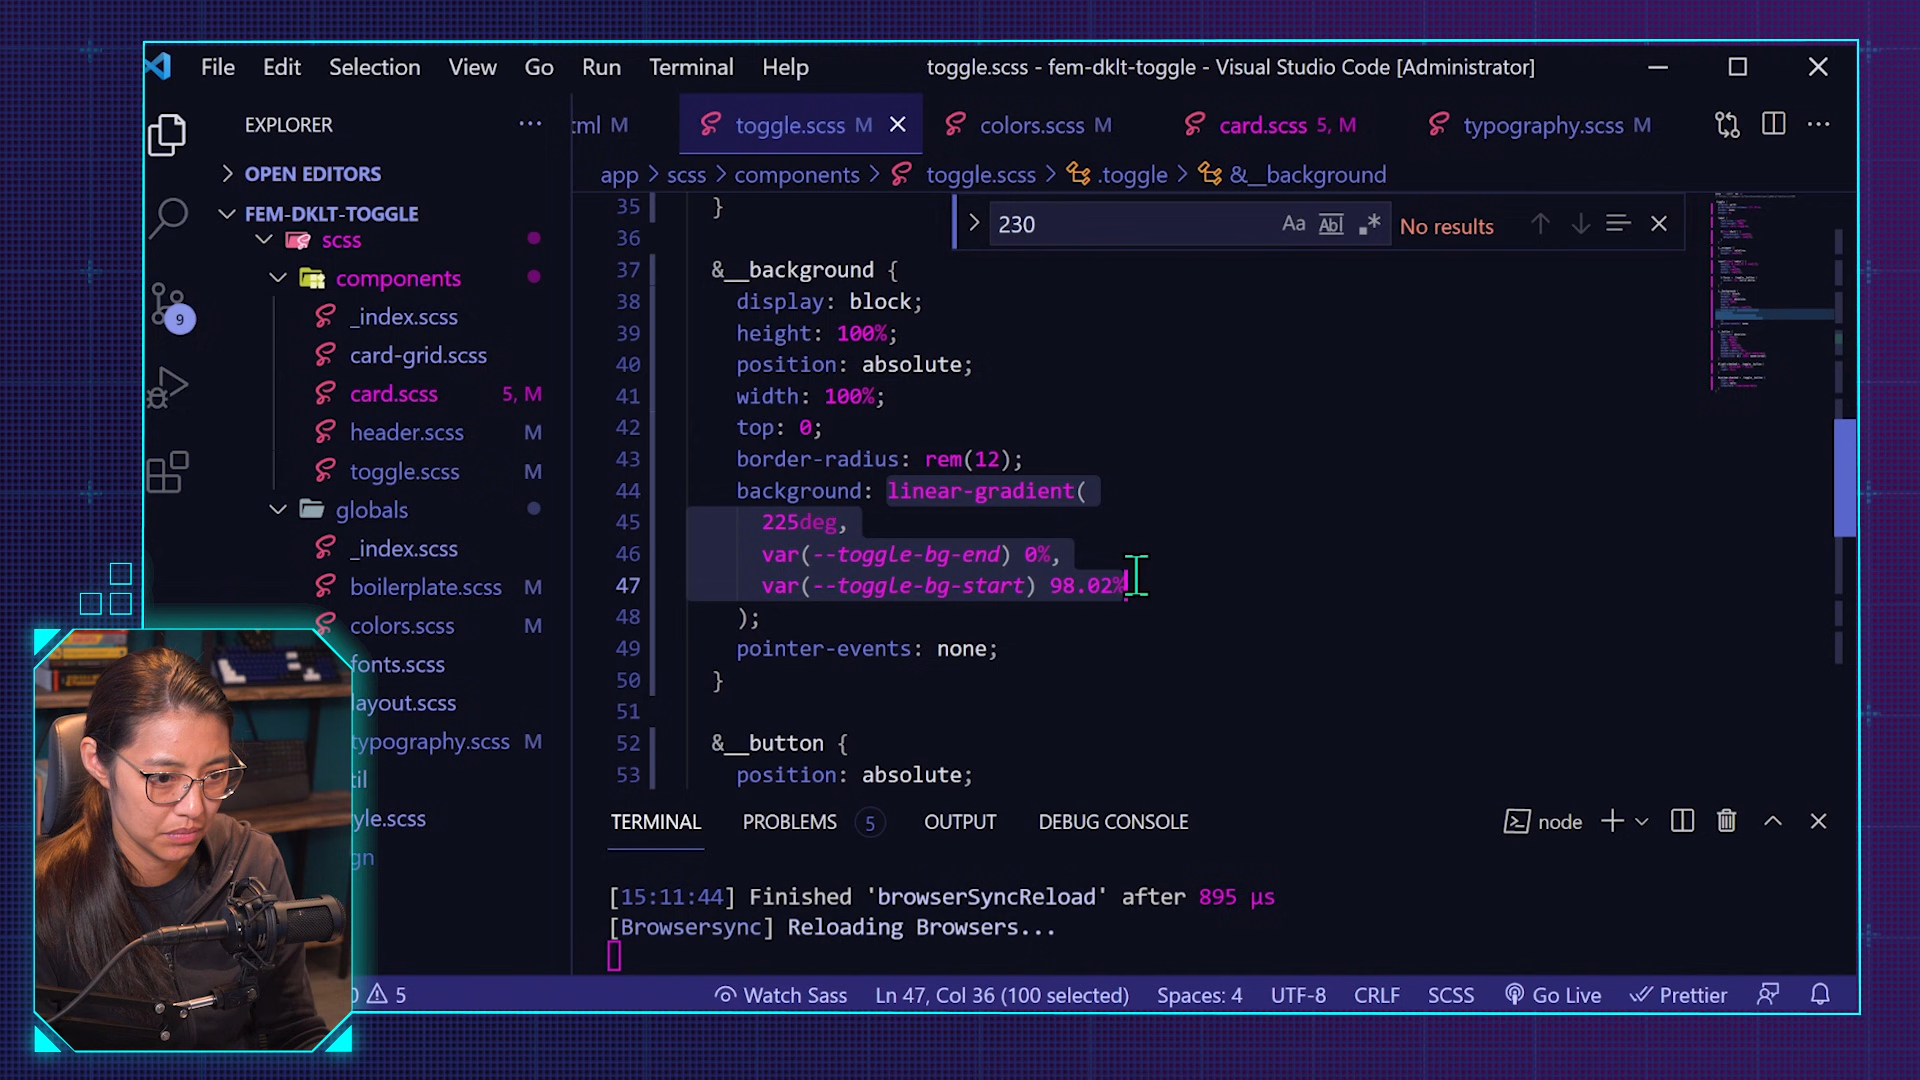 File Edit Selection View Go Run Terminal Help
toggle.scss - fem-dklt-toggle - Visual Studio Code [Administrator]
EXPLORER
OPEN EDITORS
FEM-DKLT-TOGGLE
scss
components
_index.scss
card-grid.scss
card.scss 5, M
header.scss M
toggle.scss M
globals
_index.scss
boilerplate.scss M
colors.scss M
fonts.scss
layout.scss
typography.scss M
til
yle.scss
gn
9
tml M
toggle.scss M
colors.scss M
card.scss 5, M
typography.scss M
app > scss > components > toggle.scss > .toggle > &__background
230
Aa Abl .*
No results
35 }
36
37 &__background {
38 display: block;
39 height: 100%;
40 position: absolute;
41 width: 100%;
42 top: 0;
43 border-radius: rem(12);
44 background: linear-gradient(
45 225deg,
46 var(--toggle-bg-end) 0%,
47 var(--toggle-bg-start) 98.02%
48 );
49 pointer-events: none;
50 }
51
52 &__button {
53 position: absolute;
TERMINAL PROBLEMS 5 OUTPUT DEBUG CONSOLE
node
[15:11:44] Finished 'browserSyncReload' after 895 μs
[Browsersync] Reloading Browsers...
0 5
Watch Sass Ln 47, Col 36 (100 selected) Spaces: 4 UTF-8 CRLF SCSS Go Live Prettier